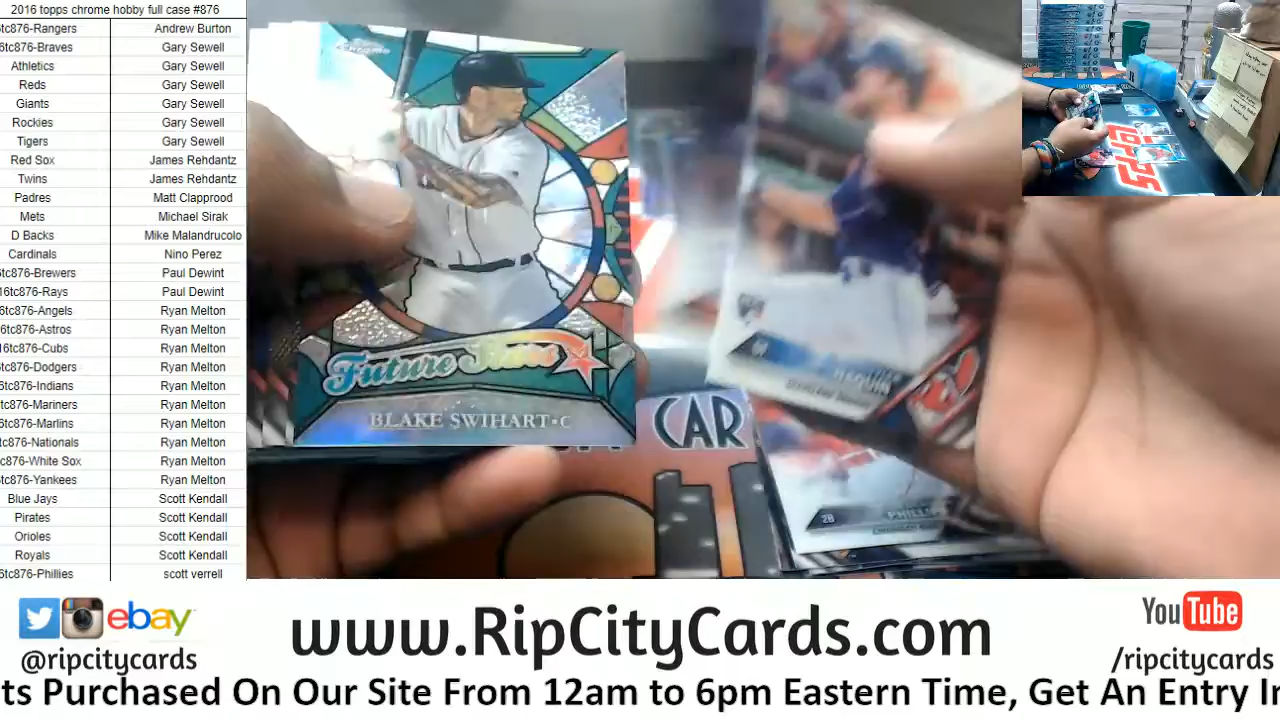 2016 topps chrome hobby full case #876
6tc876-Rangers Andrew Burton
6tc876-Braves Gary Sewell
Athletics Gary Sewell
Reds Gary Sewell
Giants Gary Sewell
Rockies Gary Sewell
Tigers Gary Sewell
Red Sox James Rehdantz
Twins James Rehdantz
Padres Matt Clapprood
Mets Michael Sirak
D Backs Mike Malandrucolo
Cardinals Nino Perez
6tc876-Brewers Paul Dewint
16tc876-Rays Paul Dewint
6tc876-Angels Ryan Melton
6tc876-Astros Ryan Melton
16tc876-Cubs Ryan Melton
tc876-Dodgers Ryan Melton
6tc876-Indians Ryan Melton
tc876-Mariners Ryan Melton
6tc876-Marlins Ryan Melton
c876-Nationals Ryan Melton
c876-White Sox Ryan Melton
tc876-Yankees Ryan Melton
Blue Jays Scott Kendall
Pirates Scott Kendall
Orioles Scott Kendall
Royals Scott Kendall
6tc876-Phillies scott verrell
Chrome
Future Stars
BLAKE SWIHART • C
CAR
2B
PHILLIPS
TOPPS
ebay
@ripcitycards
www.RipCityCards.com
YouTube
/ripcitycards
ts Purchased On Our Site From 12am to 6pm Eastern Time, Get An Entry In